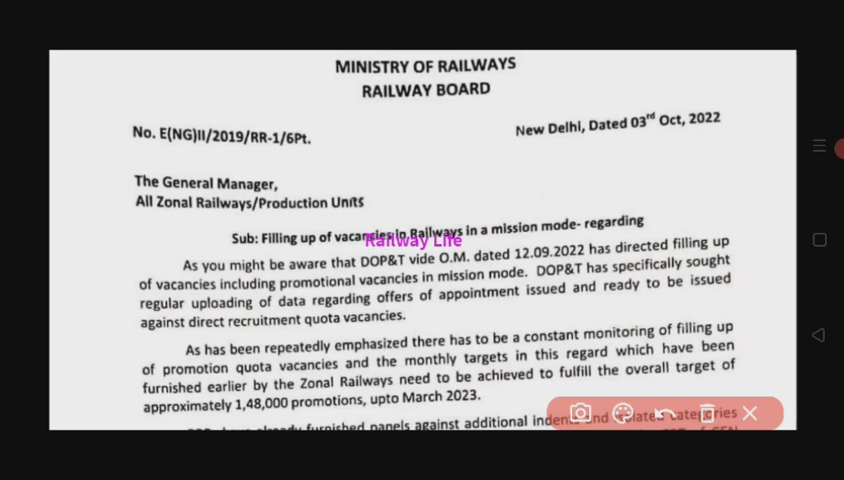 MINISTRY OF RAILWAYS
RAILWAY BOARD
No. E(NG)II/2019/RR-1/6Pt.
New Delhi, Dated 03rd Oct, 2022
The General Manager,
All Zonal Railways/Production Units
Sub: Filling up of vacancies in Railways in a mission mode- regarding
Railway Life
As you might be aware that DOP&T vide O.M. dated 12.09.2022 has directed filling up
of vacancies including promotional vacancies in mission mode. DOP&T has specifically sought
regular uploading of data regarding offers of appointment issued and ready to be issued
against direct recruitment quota vacancies.
As has been repeatedly emphasized there has to be a constant monitoring of filling up
of promotion quota vacancies and the monthly targets in this regard which have been
furnished earlier by the Zonal Railways need to be achieved to fulfill the overall target of
approximately 1,48,000 promotions, upto March 2023.
already furnished panels against additional indents and isolated categories